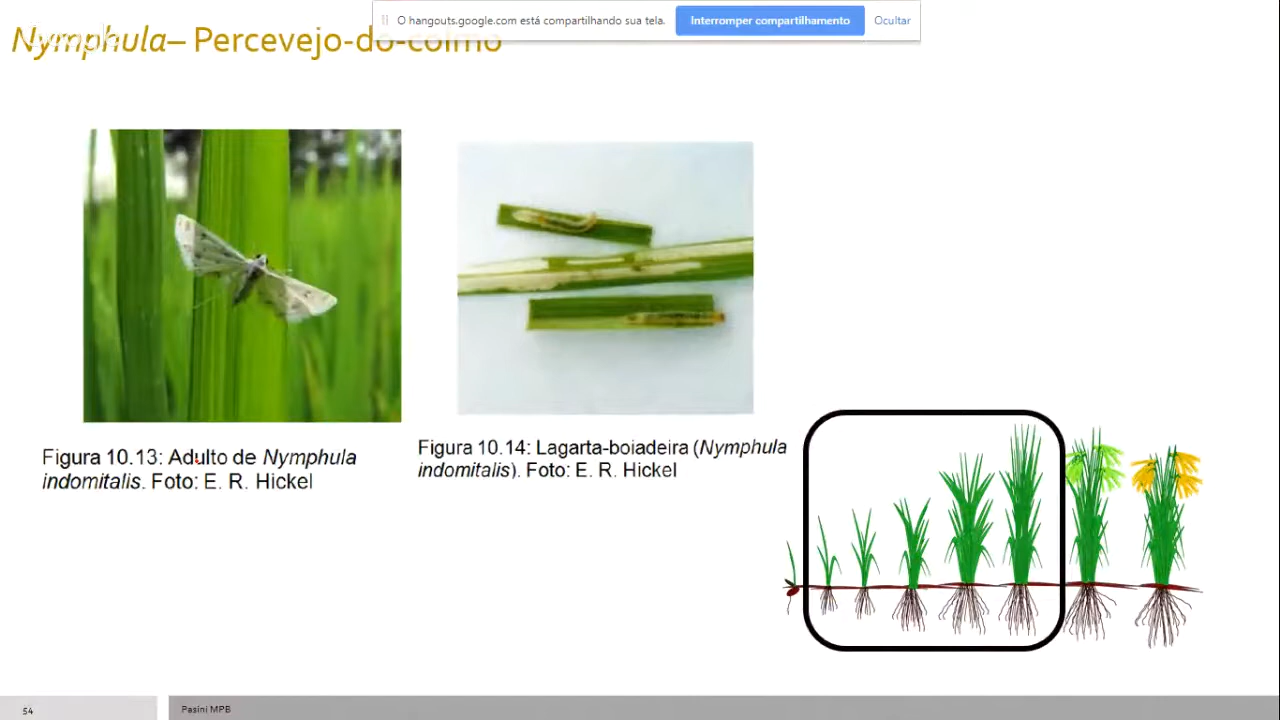 O hangouts.google.com está compartilhando sua tela.
Interromper compartilhamento
Ocultar
Google
Nymphula– Percevejo-do-colmo
Figura 10.13: Adulto de Nymphula
indomitalis. Foto: E. R. Hickel
Figura 10.14: Lagarta-boiadeira (Nymphula
indomitalis). Foto: E. R. Hickel
54
Pasini MPB